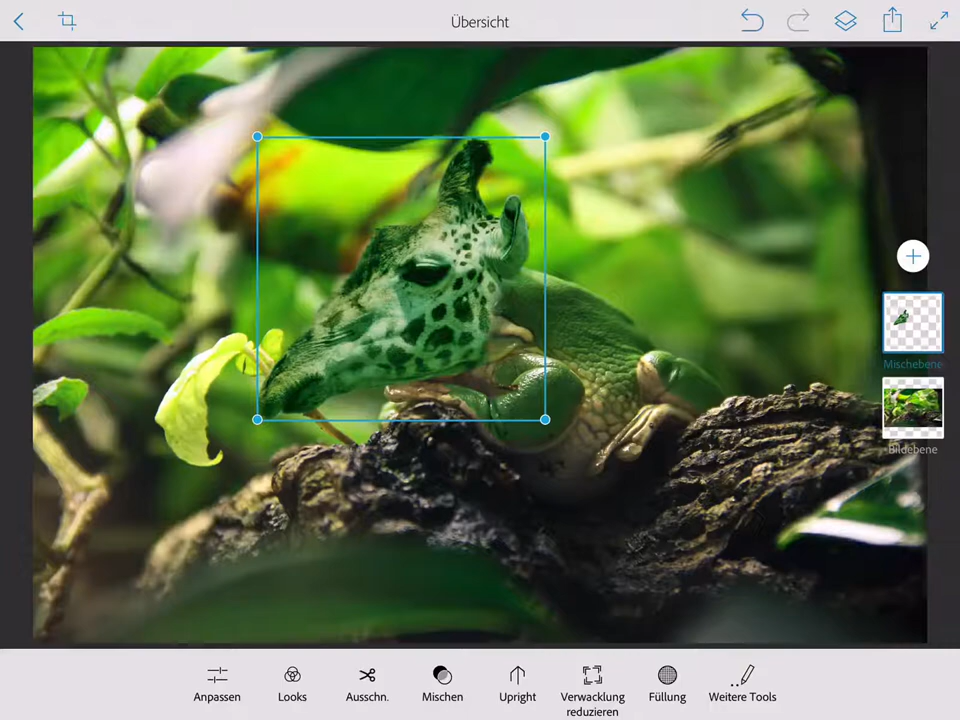 Übersicht
Mischebene
Bildebene
Anpassen
Looks
Ausschn.
Mischen
Upright
Verwacklung
reduzieren
Füllung
Weitere Tools